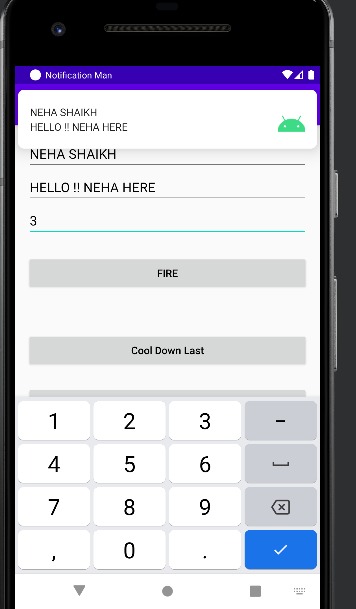 Notification Man
NEHA SHAIKH
HELLO !! NEHA HERE
NEHA SHAIKH
HELLO !! NEHA HERE
3
FIRE
Cool Down Last
1 2 3 -
4 5 6
7 8 9
, 0 .